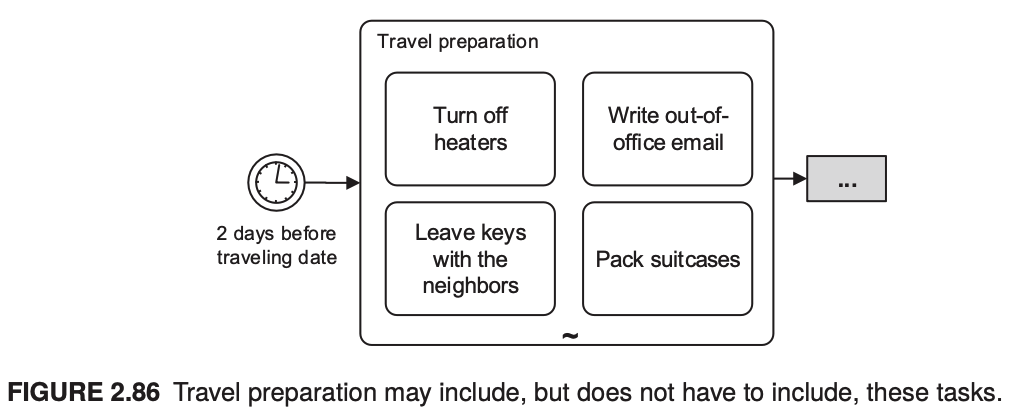 Travel preparation
Turn off
heaters
Write out-of-
office email
2 days before
traveling date
Leave keys
with the
neighbors
Pack suitcases
...
~
FIGURE 2.86 Travel preparation may include, but does not have to include, these tasks.